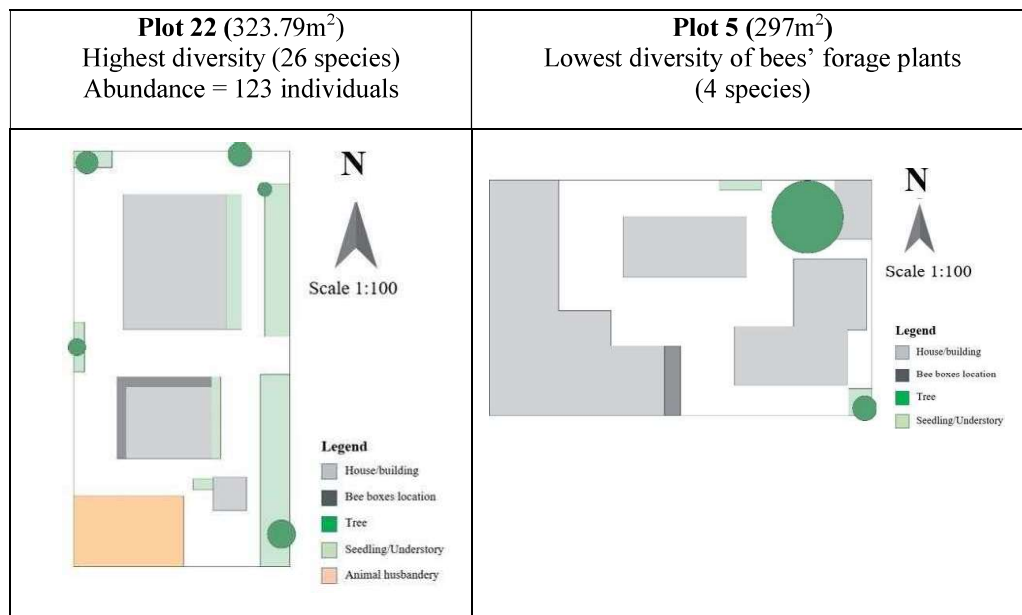 Plot 22 (323.79m²)
Highest diversity (26 species)
Abundance = 123 individuals
Plot 5 (297m²)
Lowest diversity of bees' forage plants
(4 species)
N
Scale 1:100
Legend
House/building
Bee boxes location
Tree
Seedling/Understory
Animal husbandery
N
Scale 1:100
Legend
House/building
Bee boxes location
Tree
Seedling/Understory